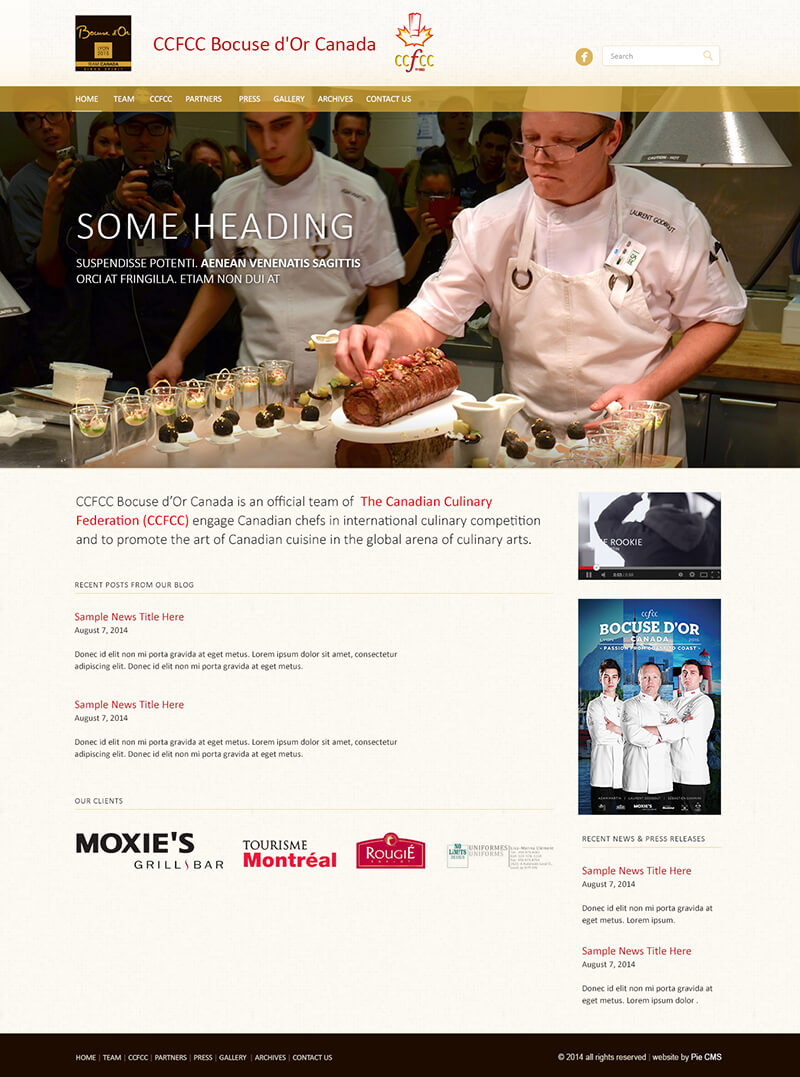 Bocuse d'Or
LYON
2015
TEAM CANADA
CCFCC Bocuse d'Or Canada
CCfCC
Search
HOME TEAM CCFCC PARTNERS PRESS GALLERY ARCHIVES CONTACT US
CAUTION - HOT
SOME HEADING
SUSPENDISSE POTENTI. AENEAN VENENATIS SAGITTIS
ORCI AT FRINGILLA. ETIAM NON DUI AT
CCFCC Bocuse d'Or Canada is an official team of The Canadian Culinary
Federation (CCFCC) engage Canadian chefs in international culinary competition
and to promote the art of Canadian cuisine in the global arena of culinary arts.
RECENT POSTS FROM OUR BLOG
Sample News Title Here
August 7, 2014
Donec id elit non mi porta gravida at eget metus. Lorem ipsum dolor sit amet, consectetur
adipiscing elit. Donec id elit non mi porta gravida at eget metus.
Sample News Title Here
August 7, 2014
Donec id elit non mi porta gravida at eget metus. Lorem ipsum dolor sit amet, consectetur
adipiscing elit. Donec id elit non mi porta gravida at eget metus.
OUR CLIENTS
MOXIE'S
GRILL BAR
TOURISME
Montréal
ROUGIÉ
NO
LIMITS
DESIGN
UNIFORMES
UNIFORMS
ROOKIE
ccfcc
BOCUSE D'OR
LYON CANADA 2015
- PASSION FROM COAST TO COAST -
RECENT NEWS & PRESS RELEASES
Sample News Title Here
August 7, 2014
Donec id elit non mi porta gravida at
eget metus. Lorem ipsum.
Sample News Title Here
August 7, 2014
Donec id elit non mi porta gravida at
eget metus. Lorem ipsum dolor .
HOME | TEAM | CCFCC | PARTNERS | PRESS | GALLERY | ARCHIVES | CONTACT US
© 2014 all rights reserved | website by Pie CMS